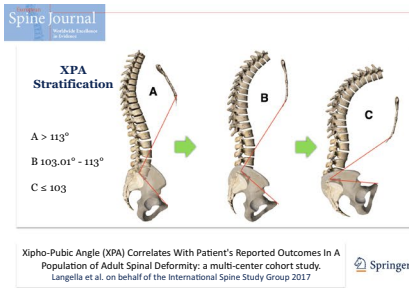 European
Spine Journal
Worldwide Excellence
in Evidence
XPA
Stratification
A > 113°
B 103.01° - 113°
C ≤ 103
A
B
C
Xipho-Pubic Angle (XPA) Correlates With Patient's Reported Outcomes In A
Population of Adult Spinal Deformity: a multi-center cohort study.
Langella et al. on behalf of the International Spine Study Group 2017
Springer